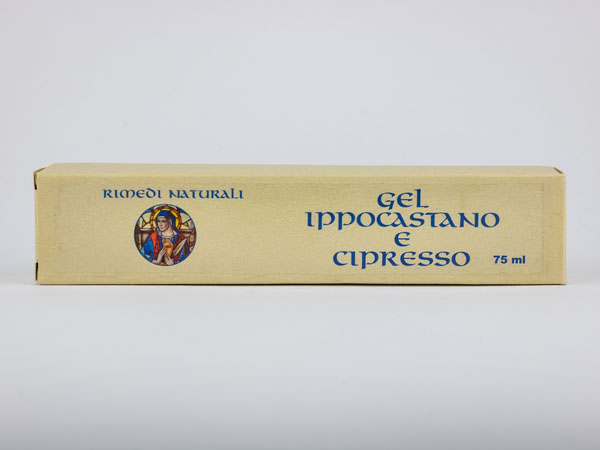 RIMEDI NATURALI
GEL
IPPOCASTANO
E
CIPRESSO
75 ml